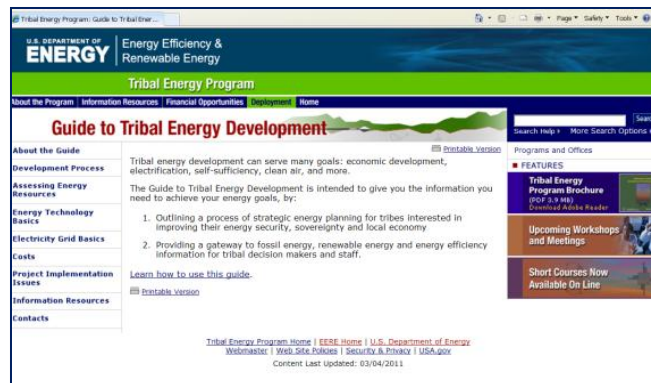 Tribal Energy Program: Guide to Tribal Ener...
Page Safety Tools
U.S. DEPARTMENT OF
ENERGY
Energy Efficiency &
Renewable Energy
Tribal Energy Program
About the Program | Information Resources | Financial Opportunities | Deployment | Home
Guide to Tribal Energy Development
Search Help More Search Options
About the Guide
Development Process
Assessing Energy
Resources
Energy Technology
Basics
Electricity Grid Basics
Costs
Project Implementation
Issues
Information Resources
Contacts
Printable Version
Tribal energy development can serve many goals: economic development,
electrification, self-sufficiency, clean air, and more.
The Guide to Tribal Energy Development is intended to give you the information you
need to achieve your energy goals, by:
1. Outlining a process of strategic energy planning for tribes interested in
improving their energy security, sovereignty and local economy
2. Providing a gateway to fossil energy, renewable energy and energy efficiency
information for tribal decision makers and staff.
Learn how to use this guide.
Printable Version
Programs and Offices
FEATURES
Tribal Energy
Program Brochure
(PDF 3.9 MB)
Download Adobe Reader
Upcoming Workshops
and Meetings
Short Courses Now
Available On Line
Tribal Energy Program Home | EERE Home | U.S. Department of Energy
Webmaster | Web Site Policies | Security & Privacy | USA.gov
Content Last Updated: 03/04/2011